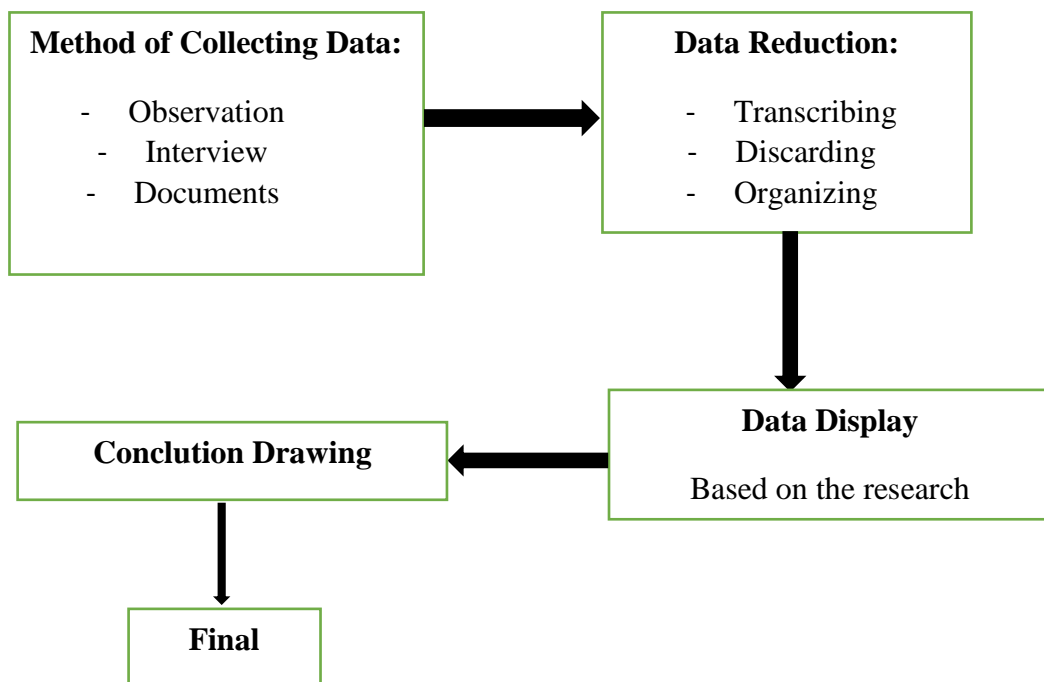 Method of Collecting Data:
- Observation
- Interview
- Documents
Data Reduction:
- Transcribing
- Discarding
- Organizing
Data Display
Based on the research
Conclution Drawing
Final